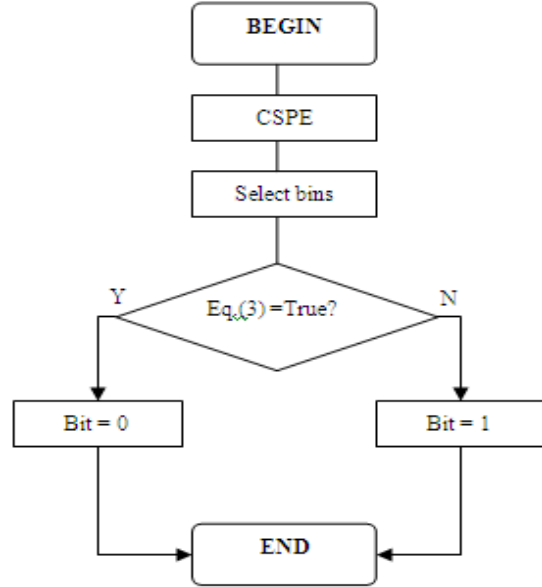 BEGIN
CSPE
Select bins
Y
N
Eq.(3) =True?
Bit = 0
Bit = 1
END